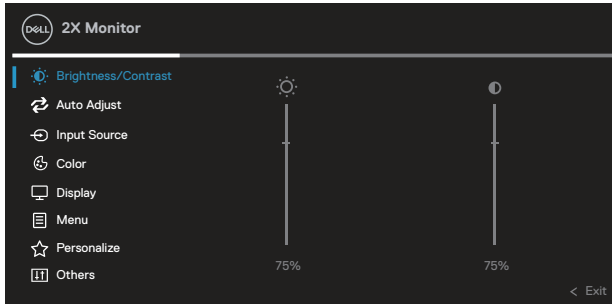 DELL 2X Monitor
Brightness/Contrast
Auto Adjust
Input Source
Color
Display
Menu
Personalize
Others
75% 75%
< Exit